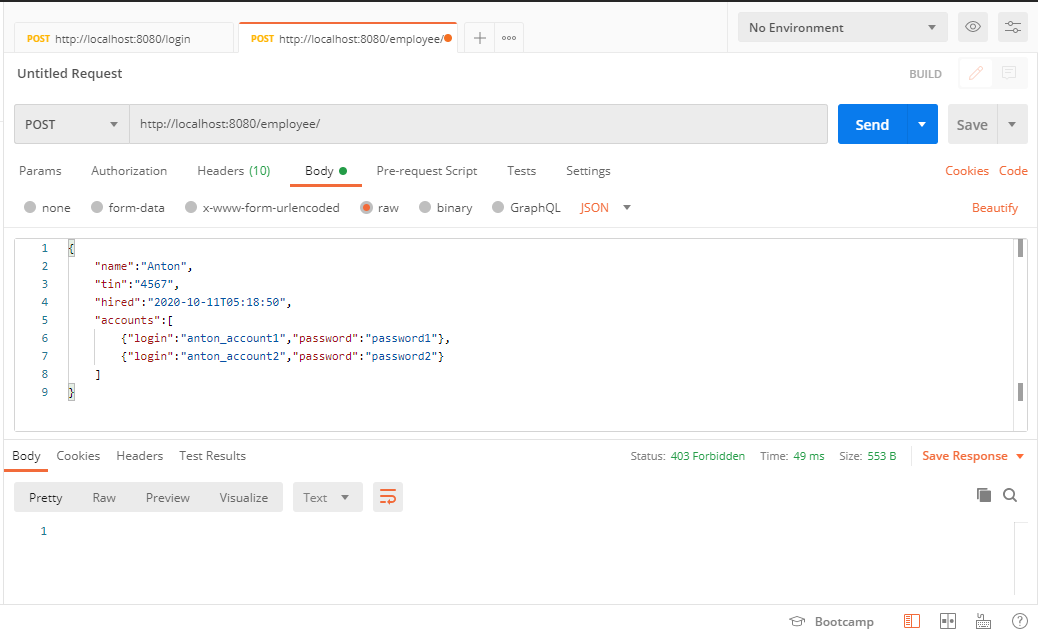 POST http://localhost:8080/login POST http://localhost:8080/employee/ No Environment
Untitled Request BUILD
POST http://localhost:8080/employee/ Send Save
Params Authorization Headers (10) Body Pre-request Script Tests Settings Cookies Code
none form-data x-www-form-urlencoded raw binary GraphQL JSON Beautify
1 {
2 "name":"Anton",
3 "tin":"4567",
4 "hired":"2020-10-11T05:18:50",
5 "accounts":[
6 {"login":"anton_account1","password":"password1"},
7 {"login":"anton_account2","password":"password2"}
8 ]
9 }
Body Cookies Headers Test Results Status: 403 Forbidden Time: 49 ms Size: 553 B Save Response
Pretty Raw Preview Visualize Text
1
Bootcamp